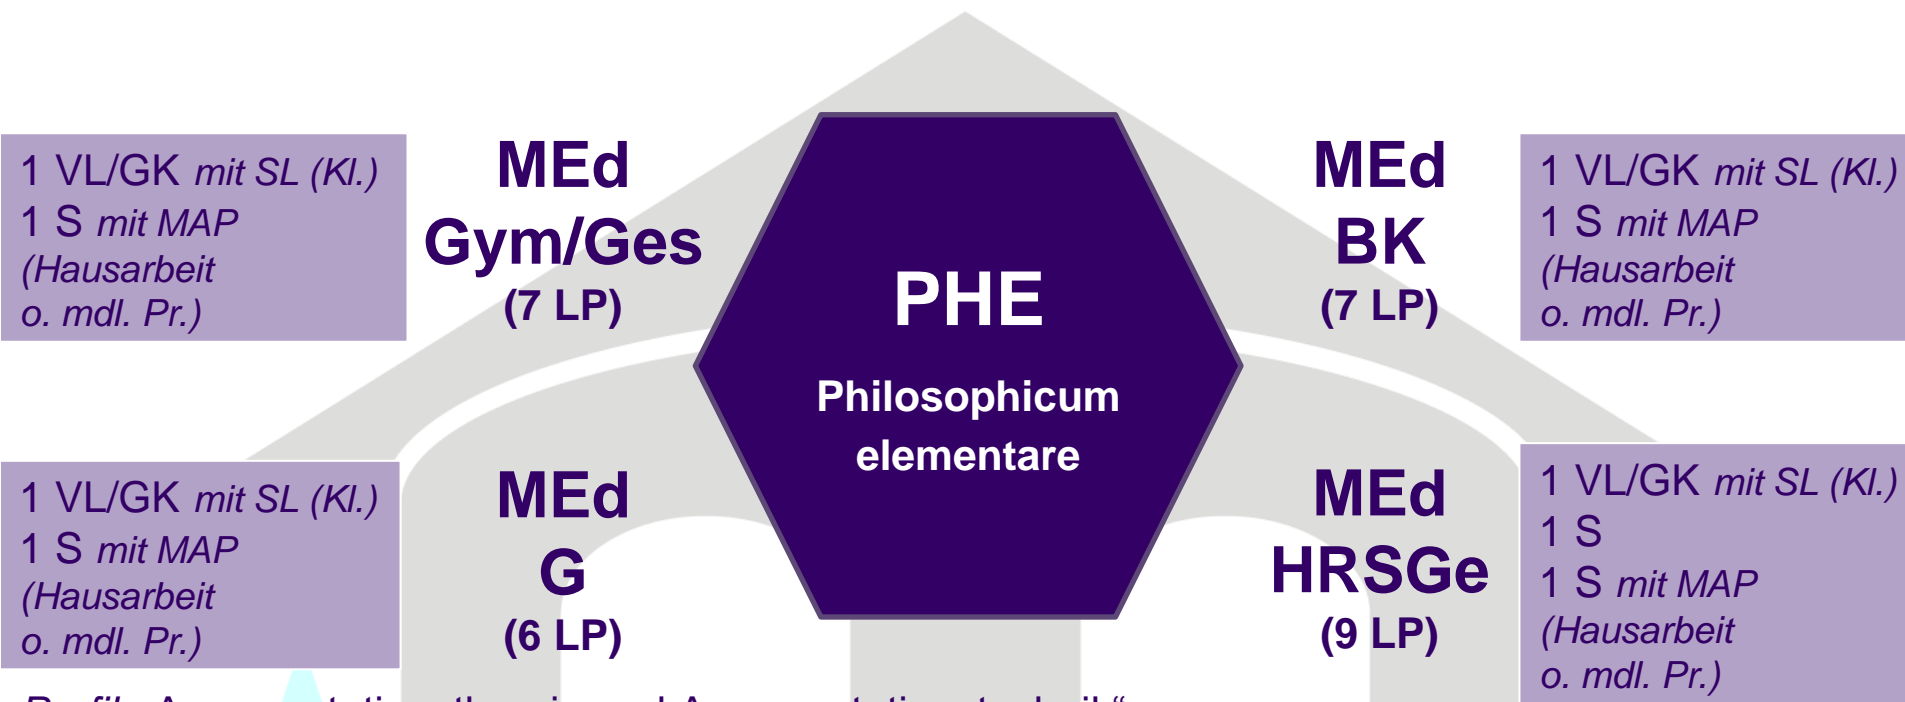 1 VL/GK mit SL (Kl.)
1 S mit MAP
(Hausarbeit
o. mdl. Pr.)
MEd
Gym/Ges
(7 LP)
PHE
Philosophicum
elementare
MEd
BK
(7 LP)
1 VL/GK mit SL (Kl.)
1 S mit MAP
(Hausarbeit
o. mdl. Pr.)
1 VL/GK mit SL (Kl.)
1 S mit MAP
(Hausarbeit
o. mdl. Pr.)
MEd
G
(6 LP)
MEd
HRSGe
(9 LP)
1 VL/GK mit SL (Kl.)
1 S
1 S mit MAP
(Hausarbeit
o. mdl. Pr.)